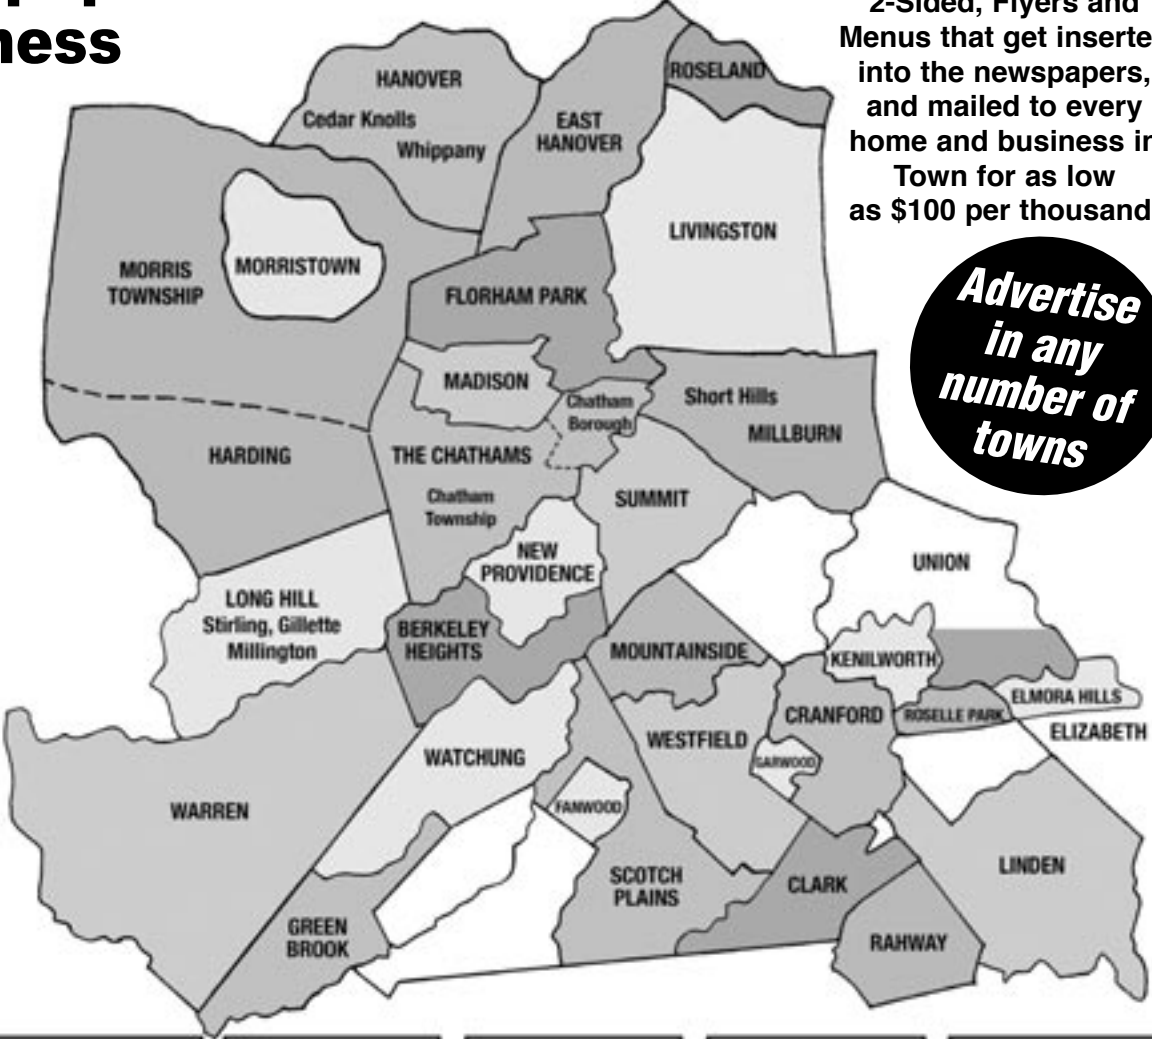 ness
2-Sided, Flyers and
Menus that get inserte
into the newspapers,
and mailed to every
home and business in
Town for as low
as $100 per thousand
Advertise
in any
number of
towns
HANOVER
Cedar Knolls
Whippany
EAST
HANOVER
ROSELAND
LIVINGSTON
MORRIS
TOWNSHIP
MORRISTOWN
FLORHAM PARK
MADISON
Chatham
Borough
Short Hills
MILLBURN
HARDING
THE CHATHAMS
Chatham
Township
SUMMIT
NEW
PROVIDENCE
UNION
LONG HILL
Stirling, Gillette
Millington
BERKELEY
HEIGHTS
MOUNTAINSIDE
KENILWORTH
ELMORA HILLS
CRANFORD
ROSELLE PARK
ELIZABETH
WESTFIELD
GARWOOD
WATCHUNG
WARREN
FANWOOD
SCOTCH
PLAINS
CLARK
LINDEN
GREEN
BROOK
RAHWAY